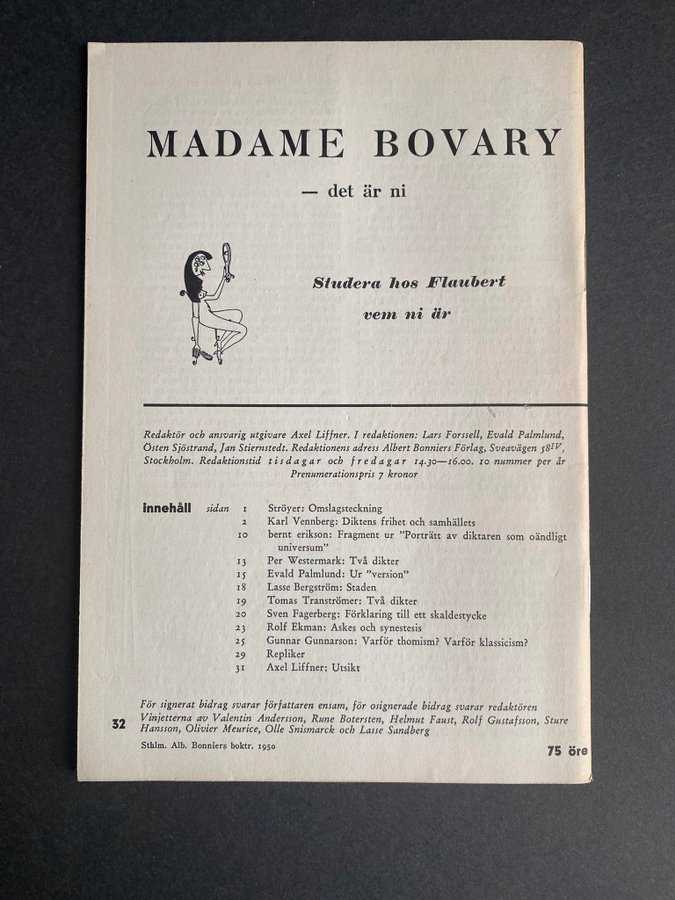 MADAME BOVARY
— det är ni
Studera hos Flaubert
vem ni är
Redaktör och ansvarig utgivare Axel Liffner. I redaktionen: Lars Forssell, Evald Palmlund,
Östen Sjöstrand, Jan Stiernstedt. Redaktionens adress Albert Bonniers Förlag, Sveavägen 58IV,
Stockholm. Redaktionstid tisdagar och fredagar 14.30—16.00. 10 nummer per år
Prenumerationspris 7 kronor
innehåll sidan 1 Ströyer: Omslagsteckning
2 Karl Vennberg: Diktens frihet och samhällets
10 bernt erikson: Fragment ur ”Porträtt av diktaren som oändligt
universum”
13 Per Westermark: Två dikter
15 Evald Palmlund: Ur ”version”
18 Lasse Bergström: Staden
19 Tomas Tranströmer: Två dikter
20 Sven Fagerberg: Förklaring till ett skaldestycke
23 Rolf Ekman: Askes och synestesis
25 Gunnar Gunnarson: Varför thomism? Varför klassicism?
29 Repliker
31 Axel Liffner: Utsikt
För signerat bidrag svarar författaren ensam, för osignerade bidrag svarar redaktören
Vinjetterna av Valentin Andersson, Rune Botersten, Helmut Faust, Rolf Gustafsson, Sture
32 Hansson, Olivier Meurice, Olle Snismarck och Lasse Sandberg
Sthlm. Alb. Bonniers boktr. 1950
75 öre